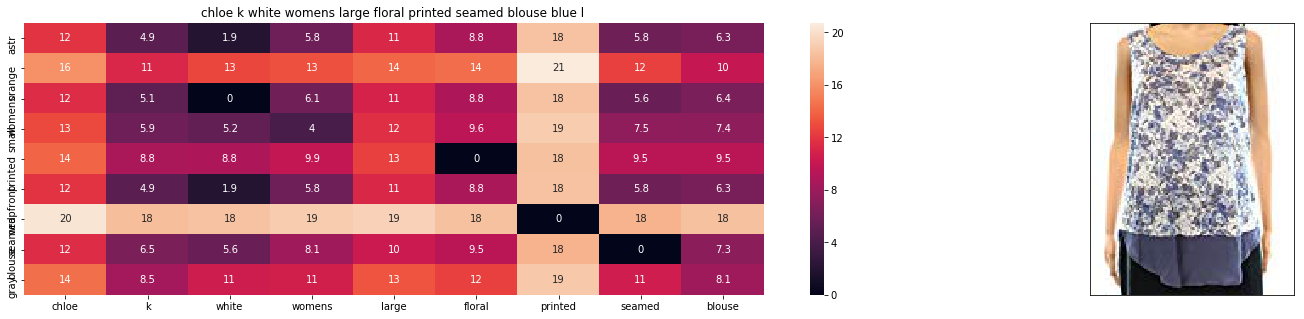 chloe k white womens large floral printed seamed blouse blue l
astr 12 4.9 1.9 5.8 11 8.8 18 5.8 6.3
orange 16 11 13 13 14 14 21 12 10
womens 12 5.1 0 6.1 11 8.8 18 5.6 6.4
small 13 5.9 5.2 4 12 9.6 19 7.5 7.4
printed 14 8.8 8.8 9.9 13 0 18 9.5 9.5
12 4.9 1.9 5.8 11 8.8 18 5.8 6.3
20 18 18 19 19 18 0 18 18
seamed 12 6.5 5.6 8.1 10 9.5 18 0 7.3
gray 14 8.5 11 11 13 12 19 11 8.1
chloe k white womens large floral printed seamed blouse
20
16
12
8
4
0